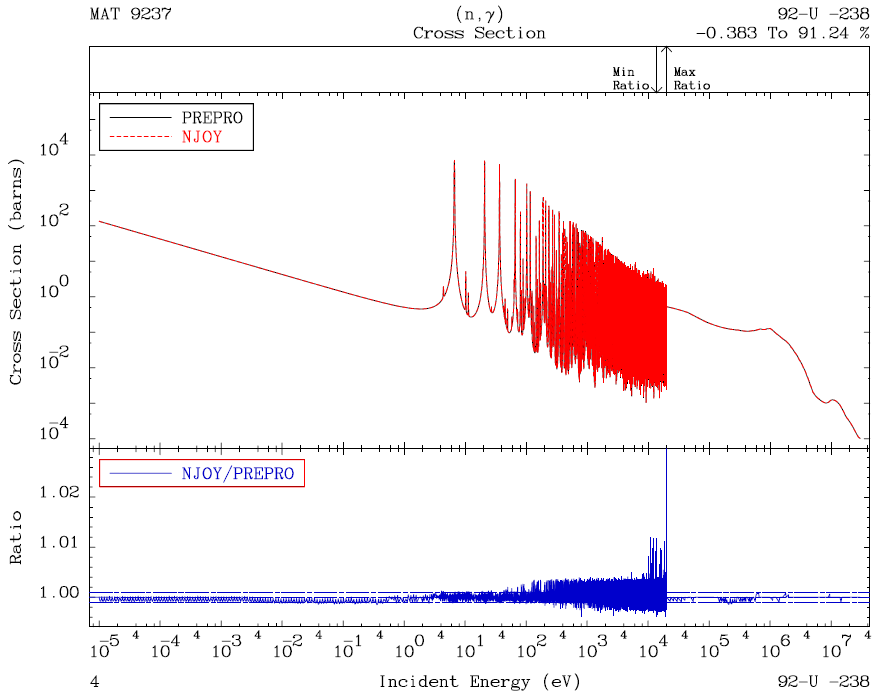 MAT 9237 (n,γ) 92-U -238
Cross Section -0.383 To 91.24 %
Min Max
Ratio Ratio
PREPRO
NJOY
Cross Section (barns)
10^4
10^2
10^0
10^-2
10^-4
NJOY/PREPRO
Ratio
1.02
1.01
1.00
10^-5 4 10^-4 4 10^-3 4 10^-2 4 10^-1 4 10^0 4 10^1 4 10^2 4 10^3 4 10^4 4 10^5 4 10^6 4 10^7 4
4 Incident Energy (eV) 92-U -238